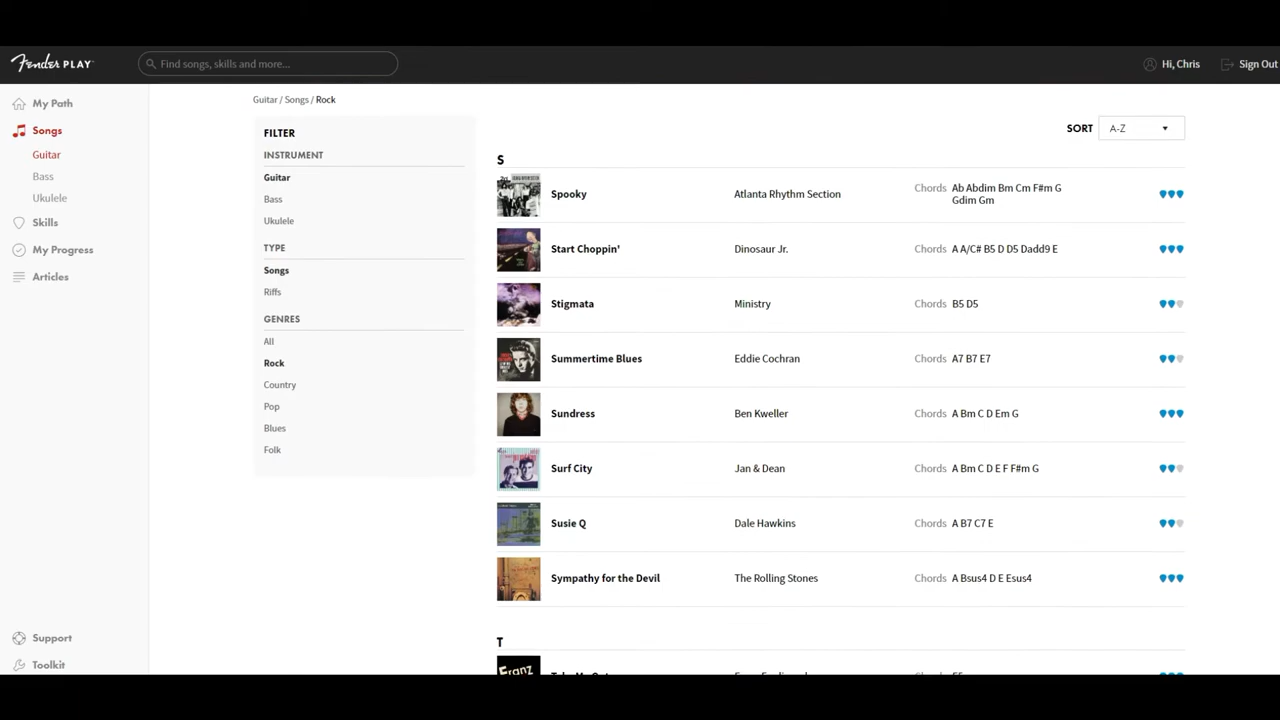 Fender PLAY
Find songs, skills and more...
Hi, Chris
Sign Out
My Path
Songs
Guitar
Bass
Ukulele
Skills
My Progress
Articles
Support
Toolkit
Guitar / Songs / Rock
FILTER
INSTRUMENT
Guitar
Bass
Ukulele
TYPE
Songs
Riffs
GENRES
All
Rock
Country
Pop
Blues
Folk
SORT A-Z
S
Spooky Atlanta Rhythm Section Chords Ab Abdim Bm Cm F#m G
Gdim Gm
Start Choppin' Dinosaur Jr. Chords A A/C# B5 D D5 Dadd9 E
Stigmata Ministry Chords B5 D5
Summertime Blues Eddie Cochran Chords A7 B7 E7
Sundress Ben Kweller Chords A Bm C D Em G
Surf City Jan & Dean Chords A Bm C D E F F#m G
Susie Q Dale Hawkins Chords A B7 C7 E
Sympathy for the Devil The Rolling Stones Chords A Bsus4 D E Esus4
T
Franz